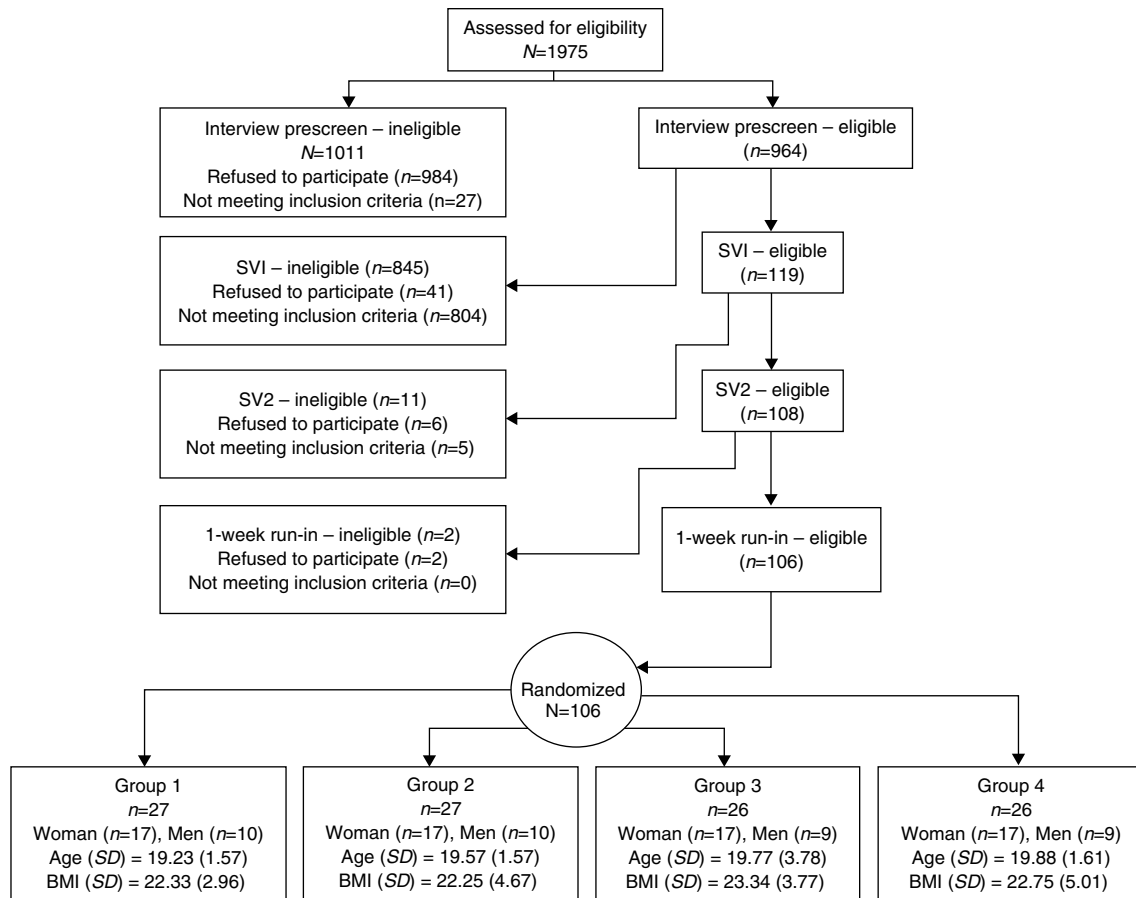 Assessed for eligibility
N=1975
Interview prescreen – ineligible
N=1011
Refused to participate (n=984)
Not meeting inclusion criteria (n=27)
Interview prescreen – eligible
(n=964)
SVI – ineligible (n=845)
Refused to participate (n=41)
Not meeting inclusion criteria (n=804)
SVI – eligible
(n=119)
SV2 – ineligible (n=11)
Refused to participate (n=6)
Not meeting inclusion criteria (n=5)
SV2 – eligible
(n=108)
1-week run-in – ineligible (n=2)
Refused to participate (n=2)
Not meeting inclusion criteria (n=0)
1-week run-in – eligible
(n=106)
Randomized
N=106
Group 1
n=27
Woman (n=17), Men (n=10)
Age (SD) = 19.23 (1.57)
BMI (SD) = 22.33 (2.96)
Group 2
n=27
Woman (n=17), Men (n=10)
Age (SD) = 19.57 (1.57)
BMI (SD) = 22.25 (4.67)
Group 3
n=26
Woman (n=17), Men (n=9)
Age (SD) = 19.77 (3.78)
BMI (SD) = 23.34 (3.77)
Group 4
n=26
Woman (n=17), Men (n=9)
Age (SD) = 19.88 (1.61)
BMI (SD) = 22.75 (5.01)